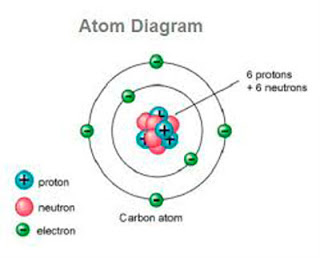 Atom Diagram
6 protons
+ 6 neutrons
proton
neutron
electron
Carbon atom